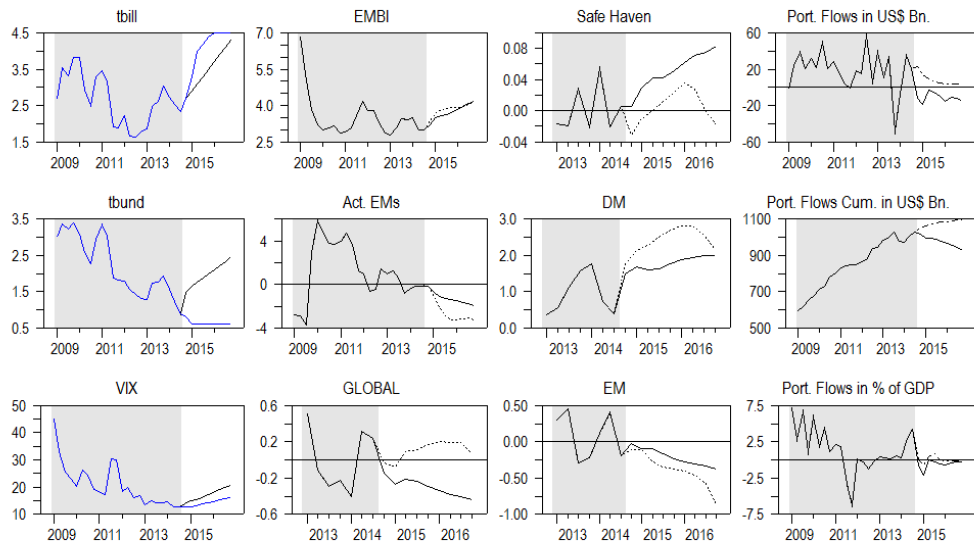 tbill
4.5
3.5
2.5
1.5
2009 2011 2013 2015
EMBI
7.0
5.5
4.0
2.5
2009 2011 2013 2015
Safe Haven
0.08
0.04
0.00
-0.04
2013 2014 2015 2016
Port. Flows in US$ Bn.
60
20
-20
-60
2009 2011 2013 2015
tbund
3.5
2.5
1.5
0.5
2009 2011 2013 2015
Act. EMs
4
0
-4
2009 2011 2013 2015
DM
3.0
2.0
1.0
0.0
2013 2014 2015 2016
Port. Flows Cum. in US$ Bn.
1100
900
700
500
2009 2011 2013 2015
VIX
50
40
30
20
10
2009 2011 2013 2015
GLOBAL
0.6
0.2
-0.2
-0.6
2013 2014 2015 2016
EM
0.50
0.00
-0.50
-1.00
2013 2014 2015 2016
Port. Flows in % of GDP
7.5
2.5
-2.5
-7.5
2009 2011 2013 2015